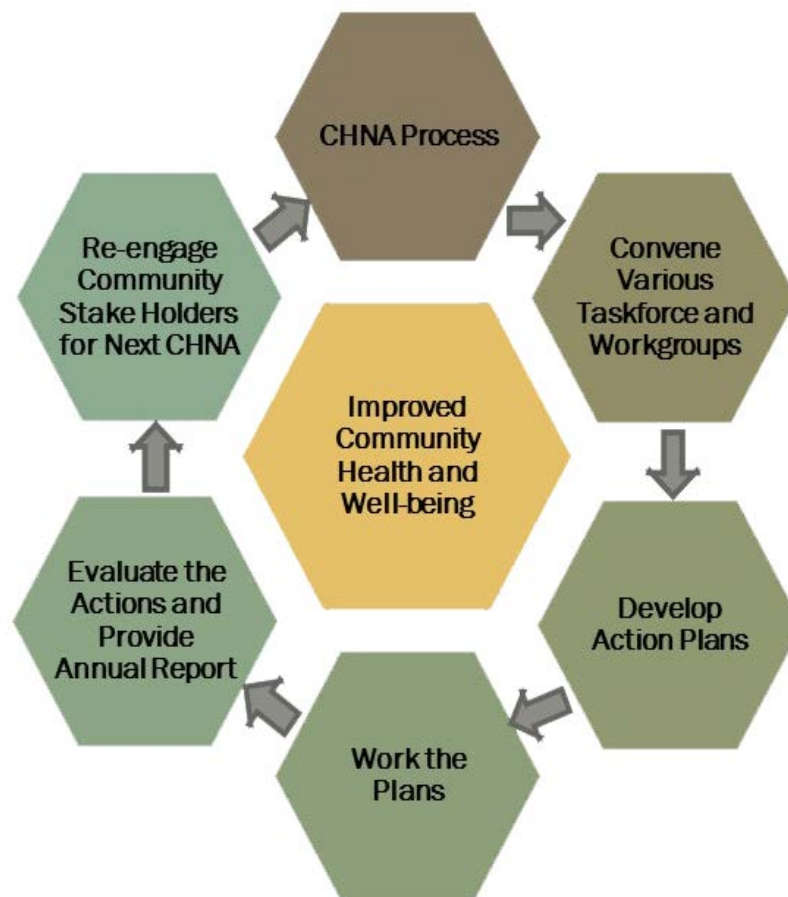 CHNA Process
Convene
Various
Taskforce and
Workgroups
Develop
Action Plans
Work the
Plans
Evaluate the
Actions and
Provide
Annual Report
Re-engage
Community
Stake Holders
for Next CHNA
Improved
Community
Health and
Well-being